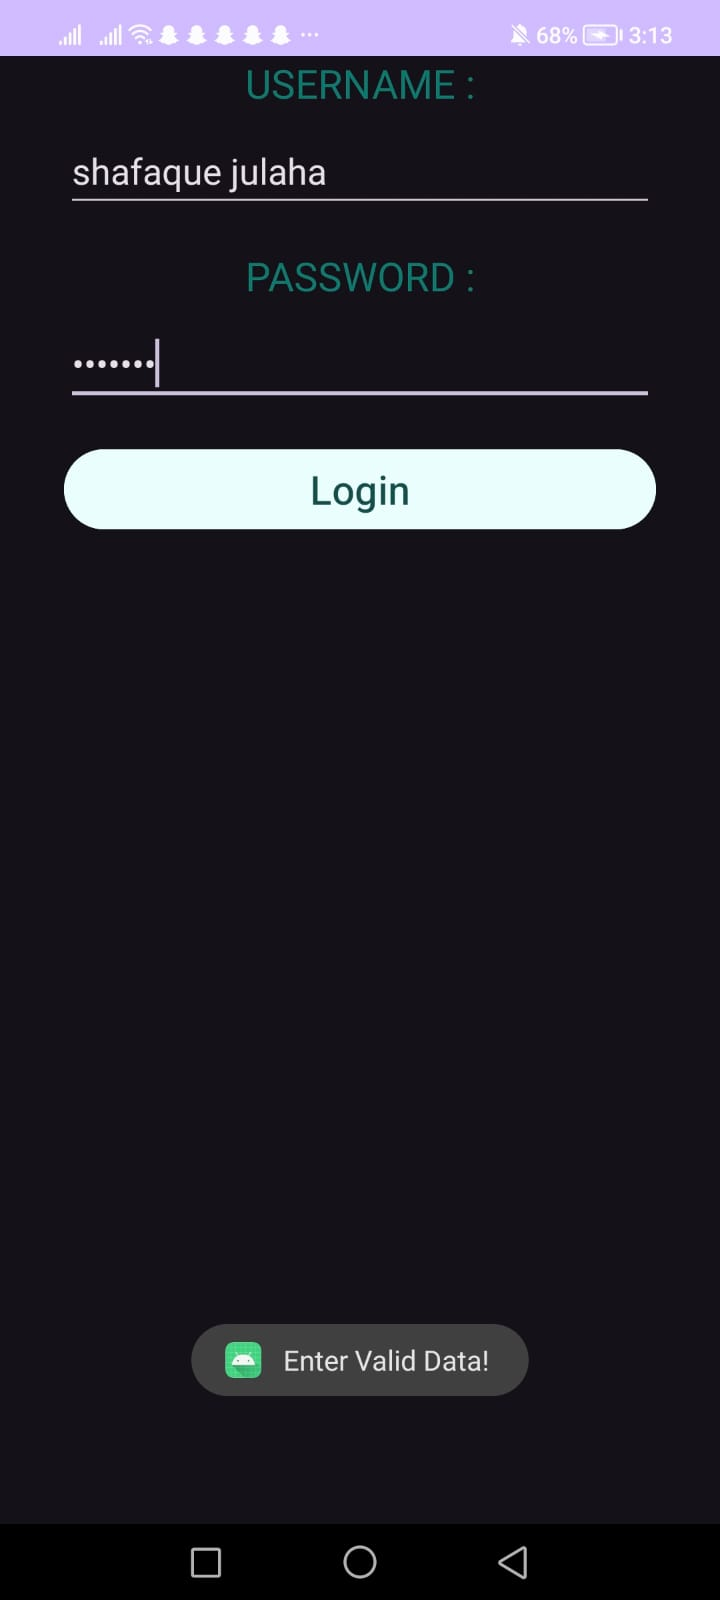 68% 3:13
USERNAME :
shafaque julaha
PASSWORD :
•••••••
Login
Enter Valid Data!